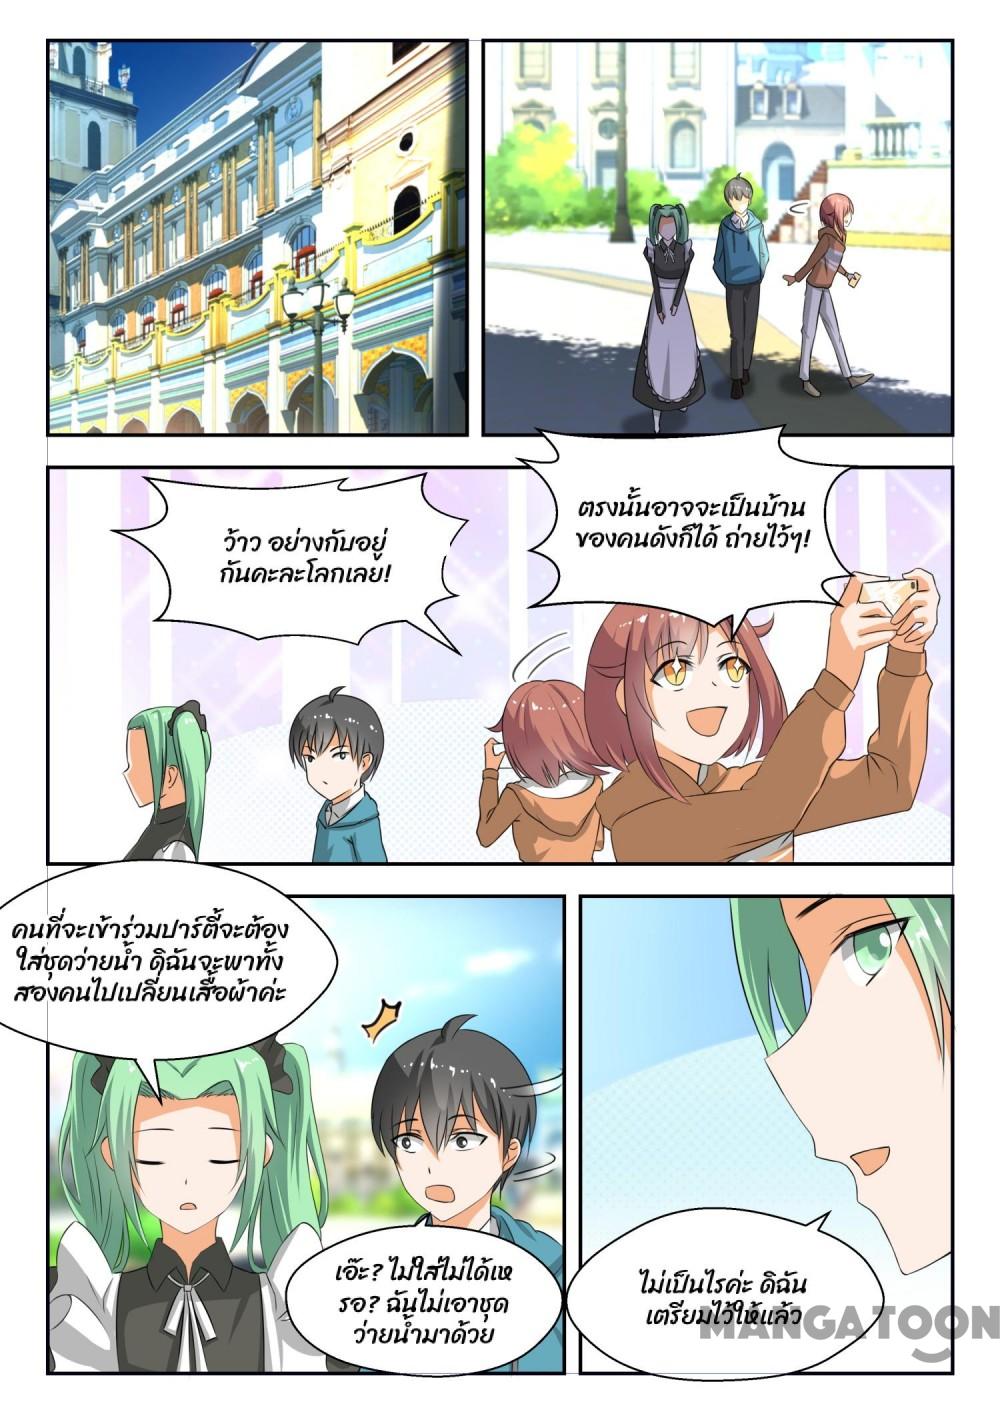 ว้าว อย่างกับอยู่
กันคะละโลกเลย!
ตรงนั้นอาจจะเป็นบ้าน
ของคนดังก็ได้ ถ่ายไว้ๆ!
คนที่จะเข้าร่วมปาร์ตี้จะต้อง
ใส่ชุดว่ายน้ำ ดิฉันจะพาทั้ง
สองคนไปเปลี่ยนเสื้อผ้าค่ะ
เอ๊ะ? ไม่ใส่ไม่ได้เห
รอ? ฉันไม่เอาชุด
ว่ายน้ำมาด้วย
ไม่เป็นไรค่ะ ดิฉัน
เตรียมไว้ให้แล้ว
MANGATOON